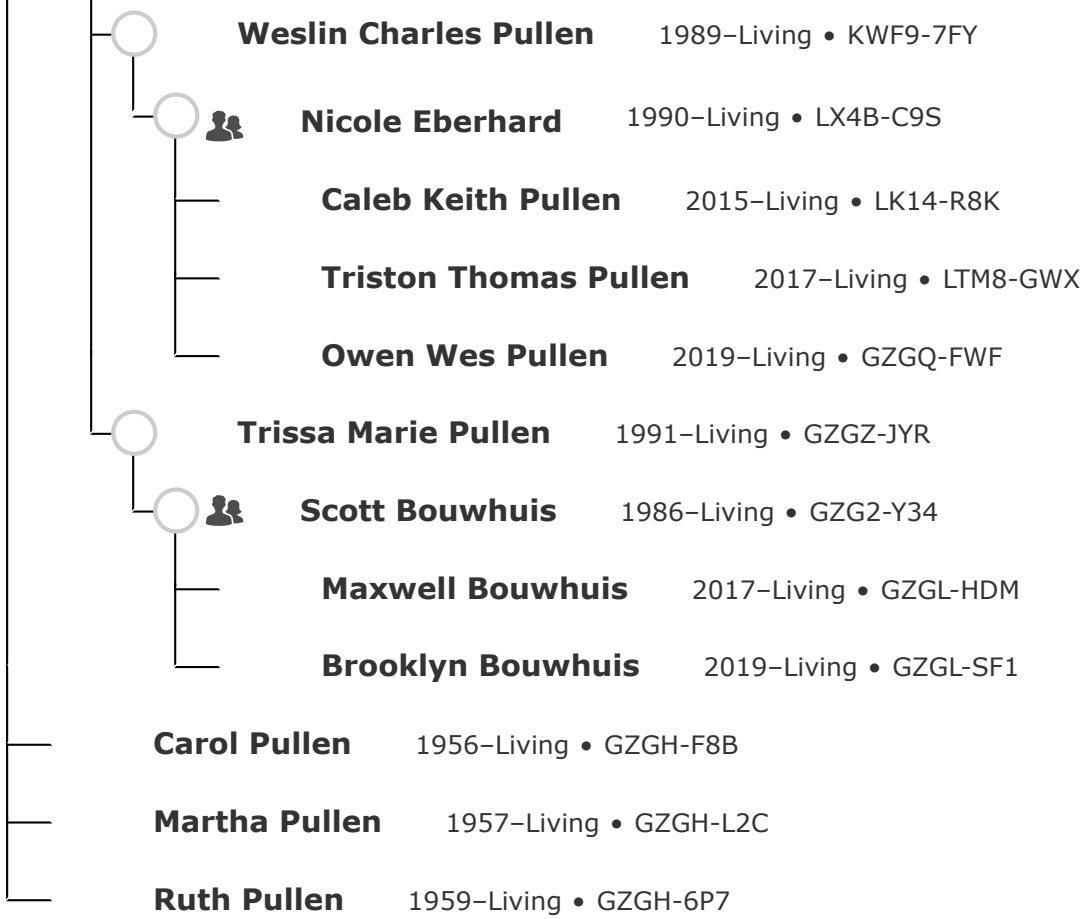 Weslin Charles Pullen 1989–Living • KWF9-7FY
Nicole Eberhard 1990–Living • LX4B-C9S
Caleb Keith Pullen 2015–Living • LK14-R8K
Triston Thomas Pullen 2017–Living • LTM8-GWX
Owen Wes Pullen 2019–Living • GZGQ-FWF
Trissa Marie Pullen 1991–Living • GZGZ-JYR
Scott Bouwhuis 1986–Living • GZG2-Y34
Maxwell Bouwhuis 2017–Living • GZGL-HDM
Brooklyn Bouwhuis 2019–Living • GZGL-SF1
Carol Pullen 1956–Living • GZGH-F8B
Martha Pullen 1957–Living • GZGH-L2C
Ruth Pullen 1959–Living • GZGH-6P7